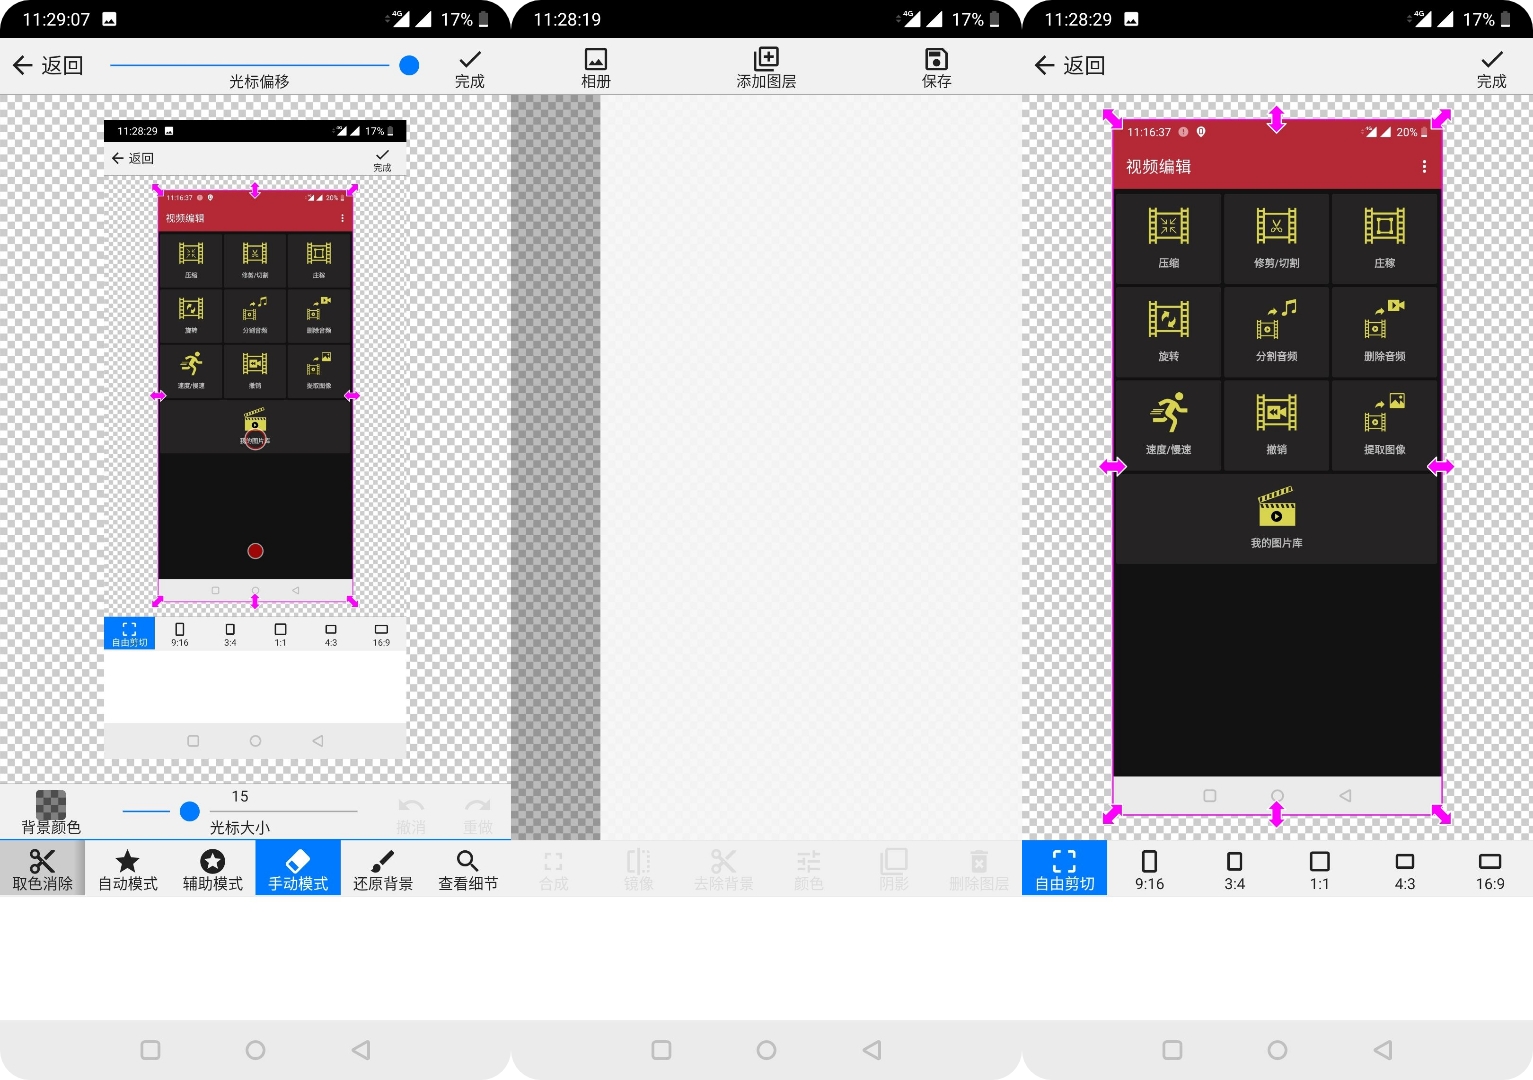 11:29:07
4G
17%
返回
光标偏移
完成
11:28:29
17%
返回
完成
11:16:37
20%
视频编辑
压缩
修剪/切割
庄稼
旋转
分割音频
删除音频
速度/慢速
撤销
提取图像
我的图片库
自由剪切
9:16
3:4
1:1
4:3
16:9
背景颜色
15
光标大小
撤消
重做
取色消除
自动模式
辅助模式
手动模式
还原背景
查看细节
11:28:19
4G
17%
相册
添加图层
保存
合成
镜像
去除背景
颜色
阴影
删除图层
11:28:29
4G
17%
返回
完成
11:16:37
20%
视频编辑
压缩
修剪/切割
庄稼
旋转
分割音频
删除音频
速度/慢速
撤销
提取图像
我的图片库
自由剪切
9:16
3:4
1:1
4:3
16:9